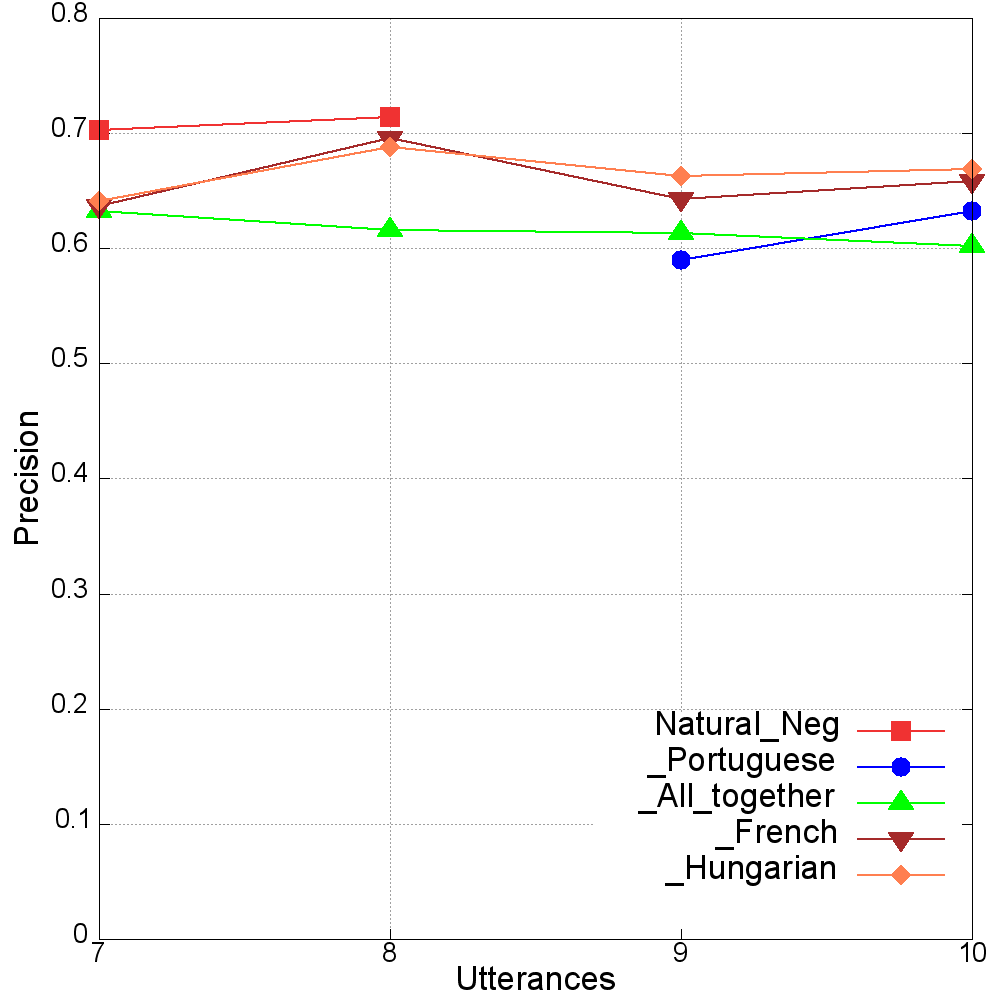 0.8
0.7
0.6
0.5
0.4
0.3
0.2
0.1
0
Precision
7 8 9 10
Utterances
Natural_Neg
_Portuguese
_All_together
_French
_Hungarian